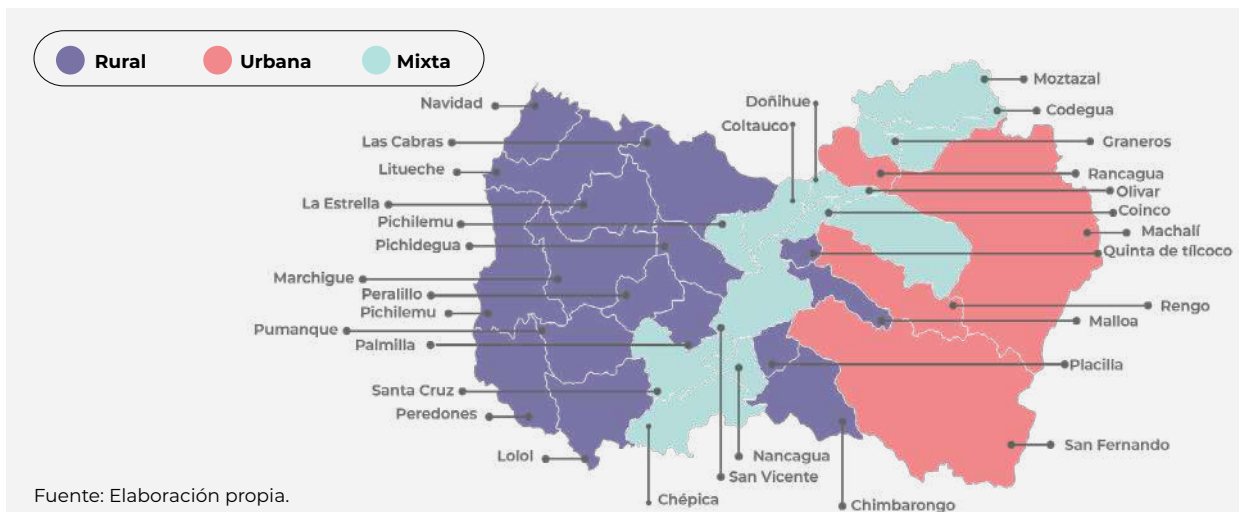 Rural
Urbana
Mixta
Navidad
Las Cabras
Litueche
La Estrella
Pichilemu
Pichidegua
Marchigue
Peralillo
Pichilemu
Pumanque
Palmilla
Santa Cruz
Peredones
Lolol
Doñihue
Coltauco
Moztazal
Codegua
Graneros
Rancagua
Olivar
Coinco
Machalí
Quinta de tílcoco
Rengo
Malloa
Placilla
San Fernando
Nancagua
San Vicente
Chépica
Chimbarongo
Fuente: Elaboración propia.